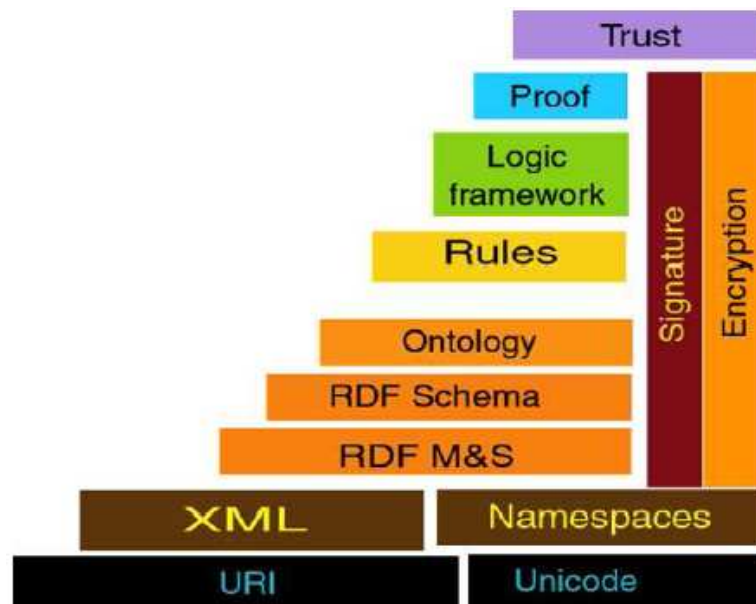 Trust
Proof
Logic
framework
Rules
Ontology
RDF Schema
RDF M&S
Signature
Encryption
XML
Namespaces
URI
Unicode